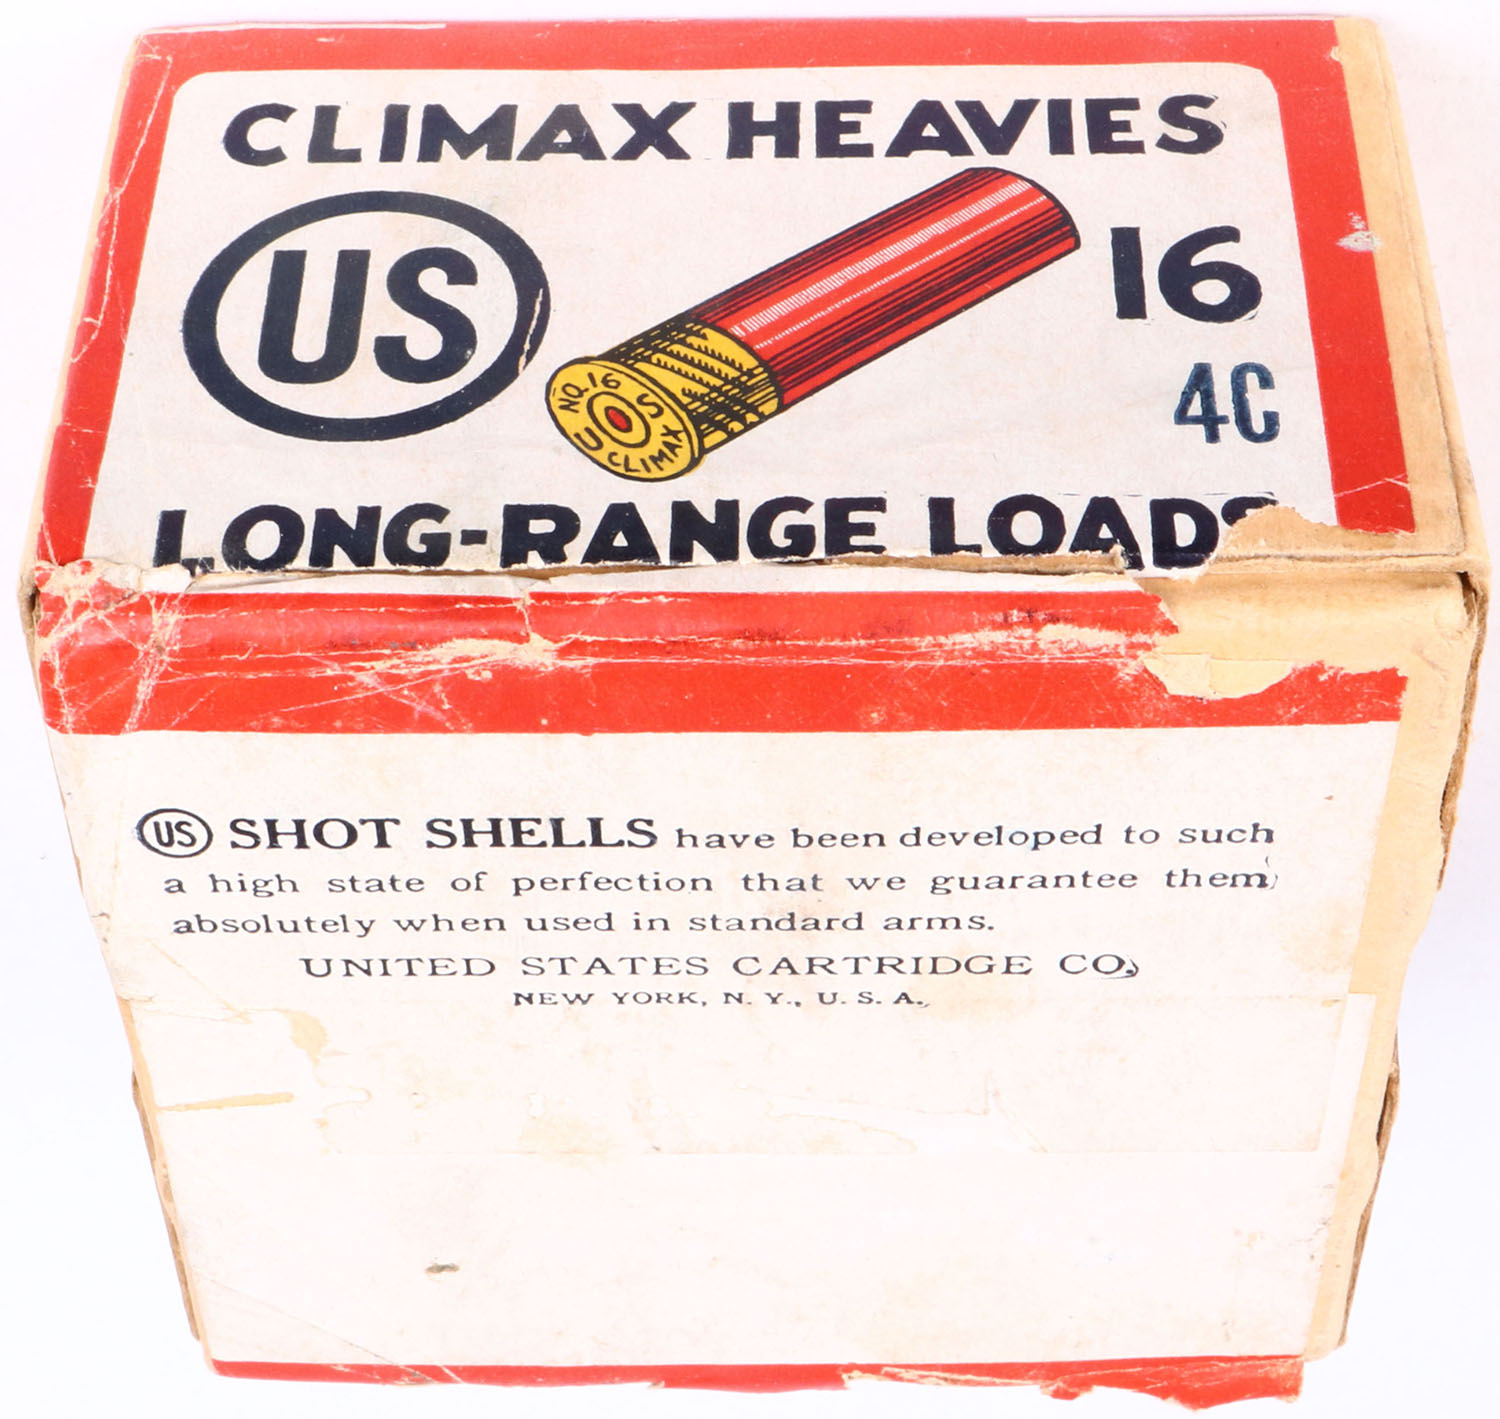 CLIMAX HEAVIES
US
16
NO. 16
US
CLIMAX
4C
LONG-RANGE LOADS
US SHOT SHELLS have been developed to such
a high state of perfection that we guarantee them
absolutely when used in standard arms.
UNITED STATES CARTRIDGE CO.,
NEW YORK, N. Y., U. S. A.